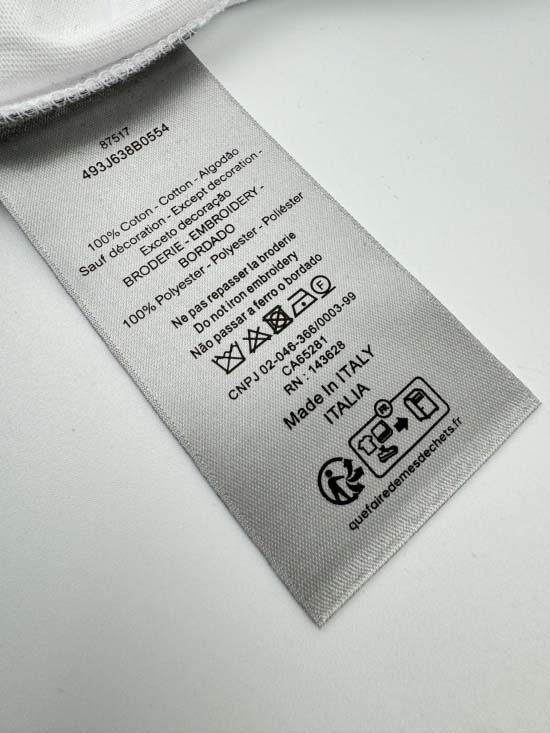 87517
493J638B0554
100% Coton - Cotton - Algodão
Sauf décoration - Except decoration -
Exceto decoração
BRODERIE - EMBROIDERY -
BORDADO
100% Polyester - Polyester - Poliéster
Ne pas repasser la broderie
Do not iron embroidery
Não passar a ferro o bordado
F
CNPJ 02-046-366/0003-99
CA65281
RN : 143628
Made In ITALY
ITALIA
FR
quefairedemesdechets.fr